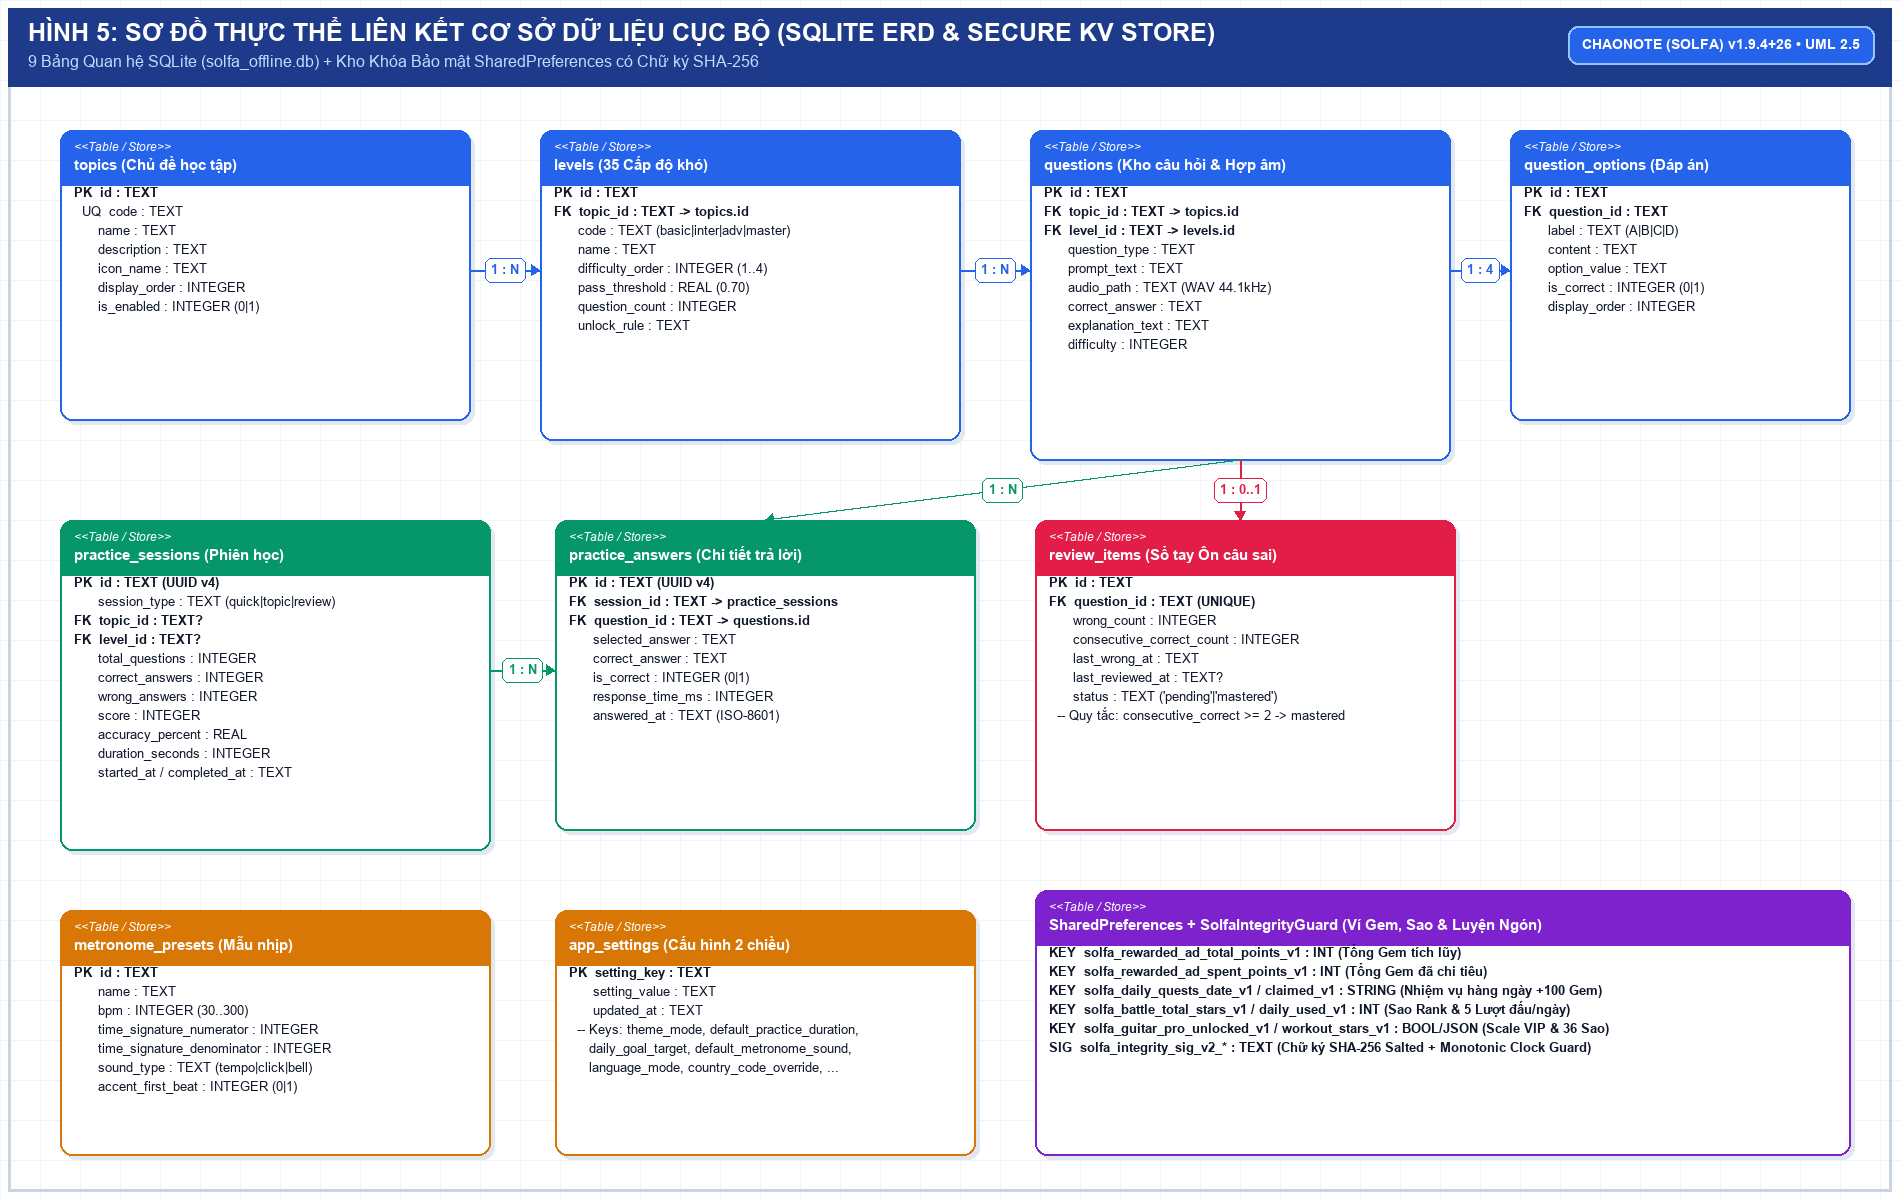 HÌNH 5: SƠ ĐỒ THỰC THỂ LIÊN KẾT CƠ SỞ DỮ LIỆU CỤC BỘ (SQLITE ERD & SECURE KV STORE)
9 Bảng Quan hệ SQLite (solfa_offline.db) + Kho Khóa Bảo mật SharedPreferences có Chữ ký SHA-256
CHAONOTE (SOLFA) v1.9.4+26 • UML 2.5
<<Table / Store>>
topics (Chủ đề học tập)
PK id : TEXT
UQ code : TEXT
name : TEXT
description : TEXT
icon_name : TEXT
display_order : INTEGER
is_enabled : INTEGER (0|1)
1 : N
<<Table / Store>>
levels (35 Cấp độ khó)
PK id : TEXT
FK topic_id : TEXT -> topics.id
code : TEXT (basic|inter|adv|master)
name : TEXT
difficulty_order : INTEGER (1..4)
pass_threshold : REAL (0.70)
question_count : INTEGER
unlock_rule : TEXT
1 : N
<<Table / Store>>
questions (Kho câu hỏi & Hợp âm)
PK id : TEXT
FK topic_id : TEXT -> topics.id
FK level_id : TEXT -> levels.id
question_type : TEXT
prompt_text : TEXT
audio_path : TEXT (WAV 44.1kHz)
correct_answer : TEXT
explanation_text : TEXT
difficulty : INTEGER
1 : 4
<<Table / Store>>
question_options (Đáp án)
PK id : TEXT
FK question_id : TEXT
label : TEXT (A|B|C|D)
content : TEXT
option_value : TEXT
is_correct : INTEGER (0|1)
display_order : INTEGER
1 : N
1 : 0..1
<<Table / Store>>
practice_sessions (Phiên học)
PK id : TEXT (UUID v4)
session_type : TEXT (quick|topic|review)
FK topic_id : TEXT?
FK level_id : TEXT?
total_questions : INTEGER
correct_answers : INTEGER
wrong_answers : INTEGER
score : INTEGER
accuracy_percent : REAL
duration_seconds : INTEGER
started_at / completed_at : TEXT
1 : N
<<Table / Store>>
practice_answers (Chi tiết trả lời)
PK id : TEXT (UUID v4)
FK session_id : TEXT -> practice_sessions
FK question_id : TEXT -> questions.id
selected_answer : TEXT
correct_answer : TEXT
is_correct : INTEGER (0|1)
response_time_ms : INTEGER
answered_at : TEXT (ISO-8601)
<<Table / Store>>
review_items (Sổ tay Ôn câu sai)
PK id : TEXT
FK question_id : TEXT (UNIQUE)
wrong_count : INTEGER
consecutive_correct_count : INTEGER
last_wrong_at : TEXT
last_reviewed_at : TEXT?
status : TEXT ('pending'|'mastered')
-- Quy tắc: consecutive_correct >= 2 -> mastered
<<Table / Store>>
metronome_presets (Mẫu nhịp)
PK id : TEXT
name : TEXT
bpm : INTEGER (30..300)
time_signature_numerator : INTEGER
time_signature_denominator : INTEGER
sound_type : TEXT (tempo|click|bell)
accent_first_beat : INTEGER (0|1)
<<Table / Store>>
app_settings (Cấu hình 2 chiều)
PK setting_key : TEXT
setting_value : TEXT
updated_at : TEXT
-- Keys: theme_mode, default_practice_duration,
daily_goal_target, default_metronome_sound,
language_mode, country_code_override, ...
<<Table / Store>>
SharedPreferences + SolfaIntegrityGuard (Ví Gem, Sao & Luyện Ngón)
KEY solfa_rewarded_ad_total_points_v1 : INT (Tổng Gem tích lũy)
KEY solfa_rewarded_ad_spent_points_v1 : INT (Tổng Gem đã chi tiêu)
KEY solfa_daily_quests_date_v1 / claimed_v1 : STRING (Nhiệm vụ hàng ngày +100 Gem)
KEY solfa_battle_total_stars_v1 / daily_used_v1 : INT (Sao Rank & 5 Lượt đấu/ngày)
KEY solfa_guitar_pro_unlocked_v1 / workout_stars_v1 : BOOL/JSON (Scale VIP & 36 Sao)
SIG solfa_integrity_sig_v2_* : TEXT (Chữ ký SHA-256 Salted + Monotonic Clock Guard)